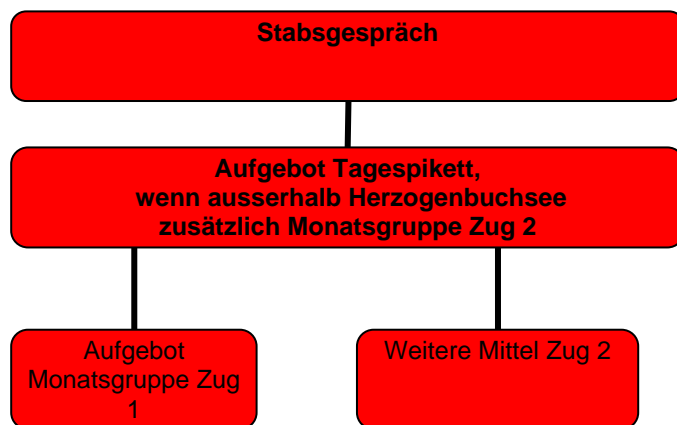 Stabsgespräch
Aufgebot Tagespikett,
wenn ausserhalb Herzogenbuchsee
zusätzlich Monatsgruppe Zug 2
Aufgebot
Monatsgruppe Zug
1
Weitere Mittel Zug 2